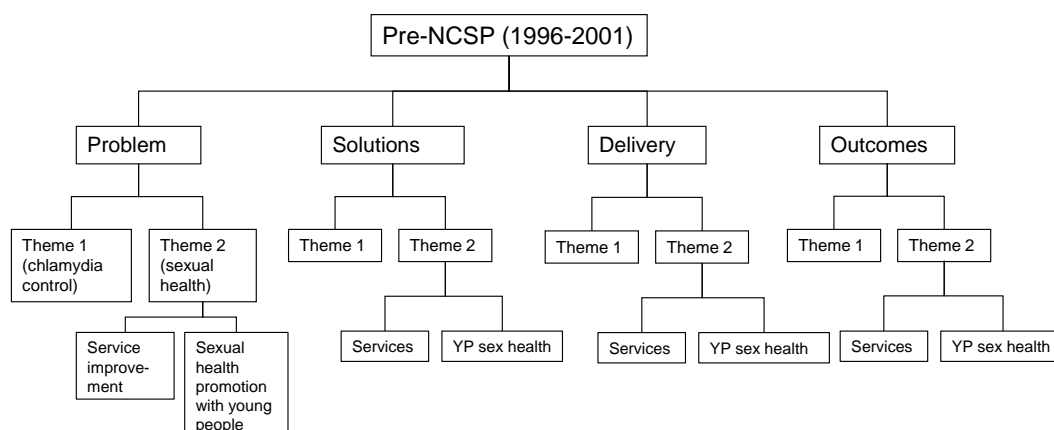 Pre-NCSP (1996-2001)
Problem
Solutions
Delivery
Outcomes
Theme 1
(chlamydia
control)
Theme 2
(sexual
health)
Theme 1
Theme 2
Theme 1
Theme 2
Theme 1
Theme 2
Service
improve-
ment
Sexual
health
promotion
with young
people
Services
YP sex health
Services
YP sex health
Services
YP sex health